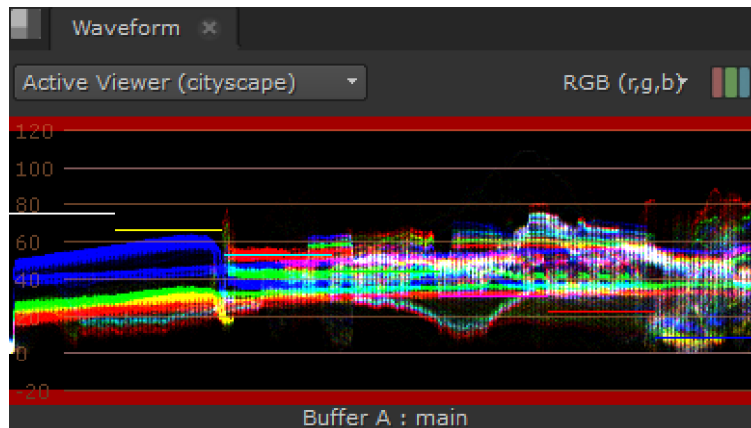 Waveform
Active Viewer (cityscape) RGB (r,g,b)
120
100
80
60
40
20
0
-20
Buffer A : main